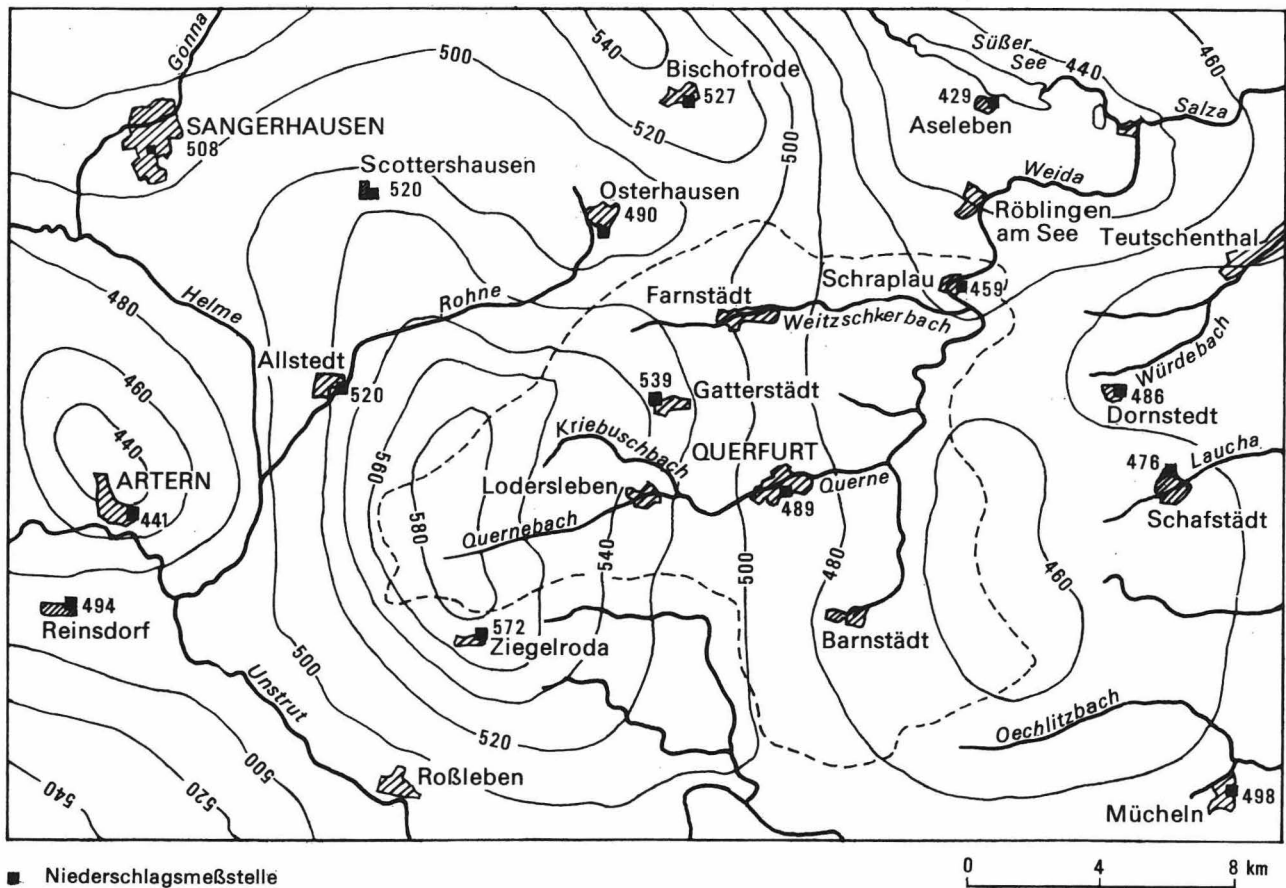 Gonna
540
500
Bischofrode
527
Süßer
See
440
460
429
Aseleben
Salza
SANGERHAUSEN
508
520
500
Scottershausen
520
Osterhausen
490
Weida
Röblingen
am See
Teutschenthal
480
Helme
Rohne
Farnstädt
Weitzschkerbach
Schraplau
459
Allstedt
520
460
440
539
Gatterstädt
Würdebach
486
Dornstedt
560
Kriebuschbach
QUERFURT
Querne
489
476
Laucha
Schafstädt
ARTERN
441
Lodersleben
Quernebach
580
540
500
480
460
494
Reinsdorf
572
Ziegelroda
Barnstädt
Unstrut
500
520
Oechlitzbach
540
520
500
Roßleben
Mücheln
498
Niederschlagsmeßstelle
0 4 8 km